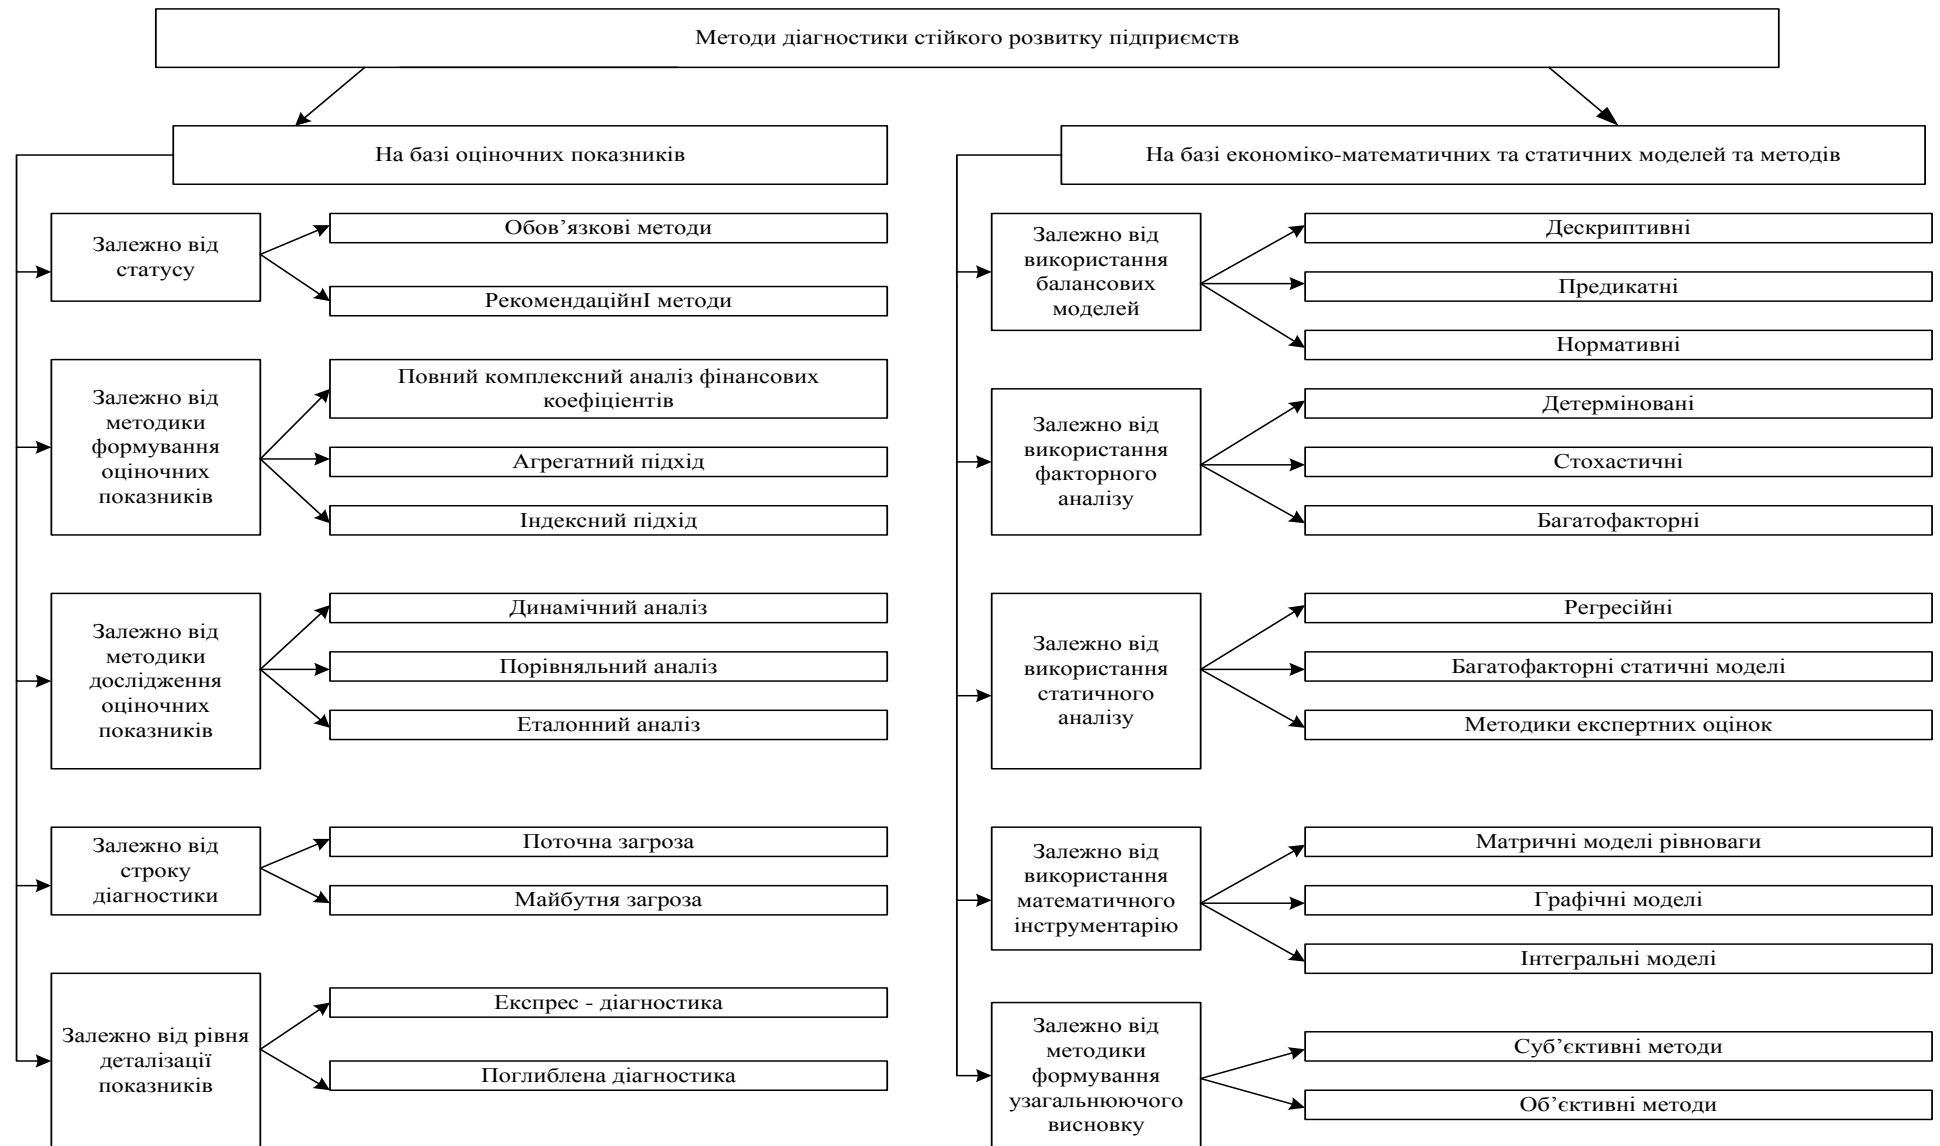 Методи діагностики стійкого розвитку підприємств
На базі оціночних показників
Залежно від
статусу
Обов’язкові методи
РекомендаційнІ методи
Залежно від
методики
формування
оціночних
показників
Повний комплексний аналіз фінансових
коефіціентів
Агрегатний підхід
Індексний підхід
Залежно від
методики
дослідження
оціночних
показників
Динамічний аналіз
Порівняльний аналіз
Еталонний аналіз
Залежно від
строку
діагностики
Поточна загроза
Майбутня загроза
Залежно від рівня
деталізації
показників
Експрес - діагностика
Поглиблена діагностика
На базі економіко-математичних та статичних моделей та методів
Залежно від
використання
балансових
моделей
Дескриптивні
Предикатні
Нормативні
Залежно від
використання
факторного
аналізу
Детерміновані
Стохастичні
Багатофакторні
Залежно від
використання
статичного
аналізу
Регресійні
Багатофакторні статичні моделі
Методики експертних оцінок
Залежно від
використання
математичного
інструментарію
Матричні моделі рівноваги
Графічні моделі
Інтегральні моделі
Залежно від
методики
формування
узагальнюючого
висновку
Суб’єктивні методи
Об’єктивні методи